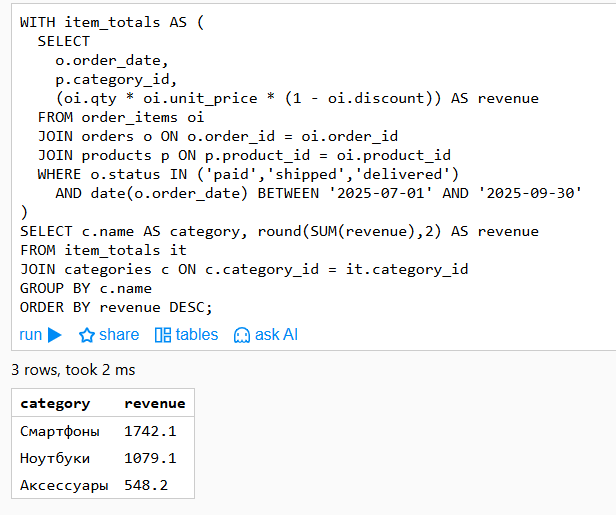 WITH item_totals AS (
  SELECT
    o.order_date,
    p.category_id,
    (oi.qty * oi.unit_price * (1 - oi.discount)) AS revenue
  FROM order_items oi
  JOIN orders o ON o.order_id = oi.order_id
  JOIN products p ON p.product_id = oi.product_id
  WHERE o.status IN ('paid','shipped','delivered')
    AND date(o.order_date) BETWEEN '2025-07-01' AND '2025-09-30'
)
SELECT c.name AS category, round(SUM(revenue),2) AS revenue
FROM item_totals it
JOIN categories c ON c.category_id = it.category_id
GROUP BY c.name
ORDER BY revenue DESC;
run share tables ask AI
3 rows, took 2 ms
category revenue
Смартфоны 1742.1
Ноутбуки 1079.1
Аксессуары 548.2